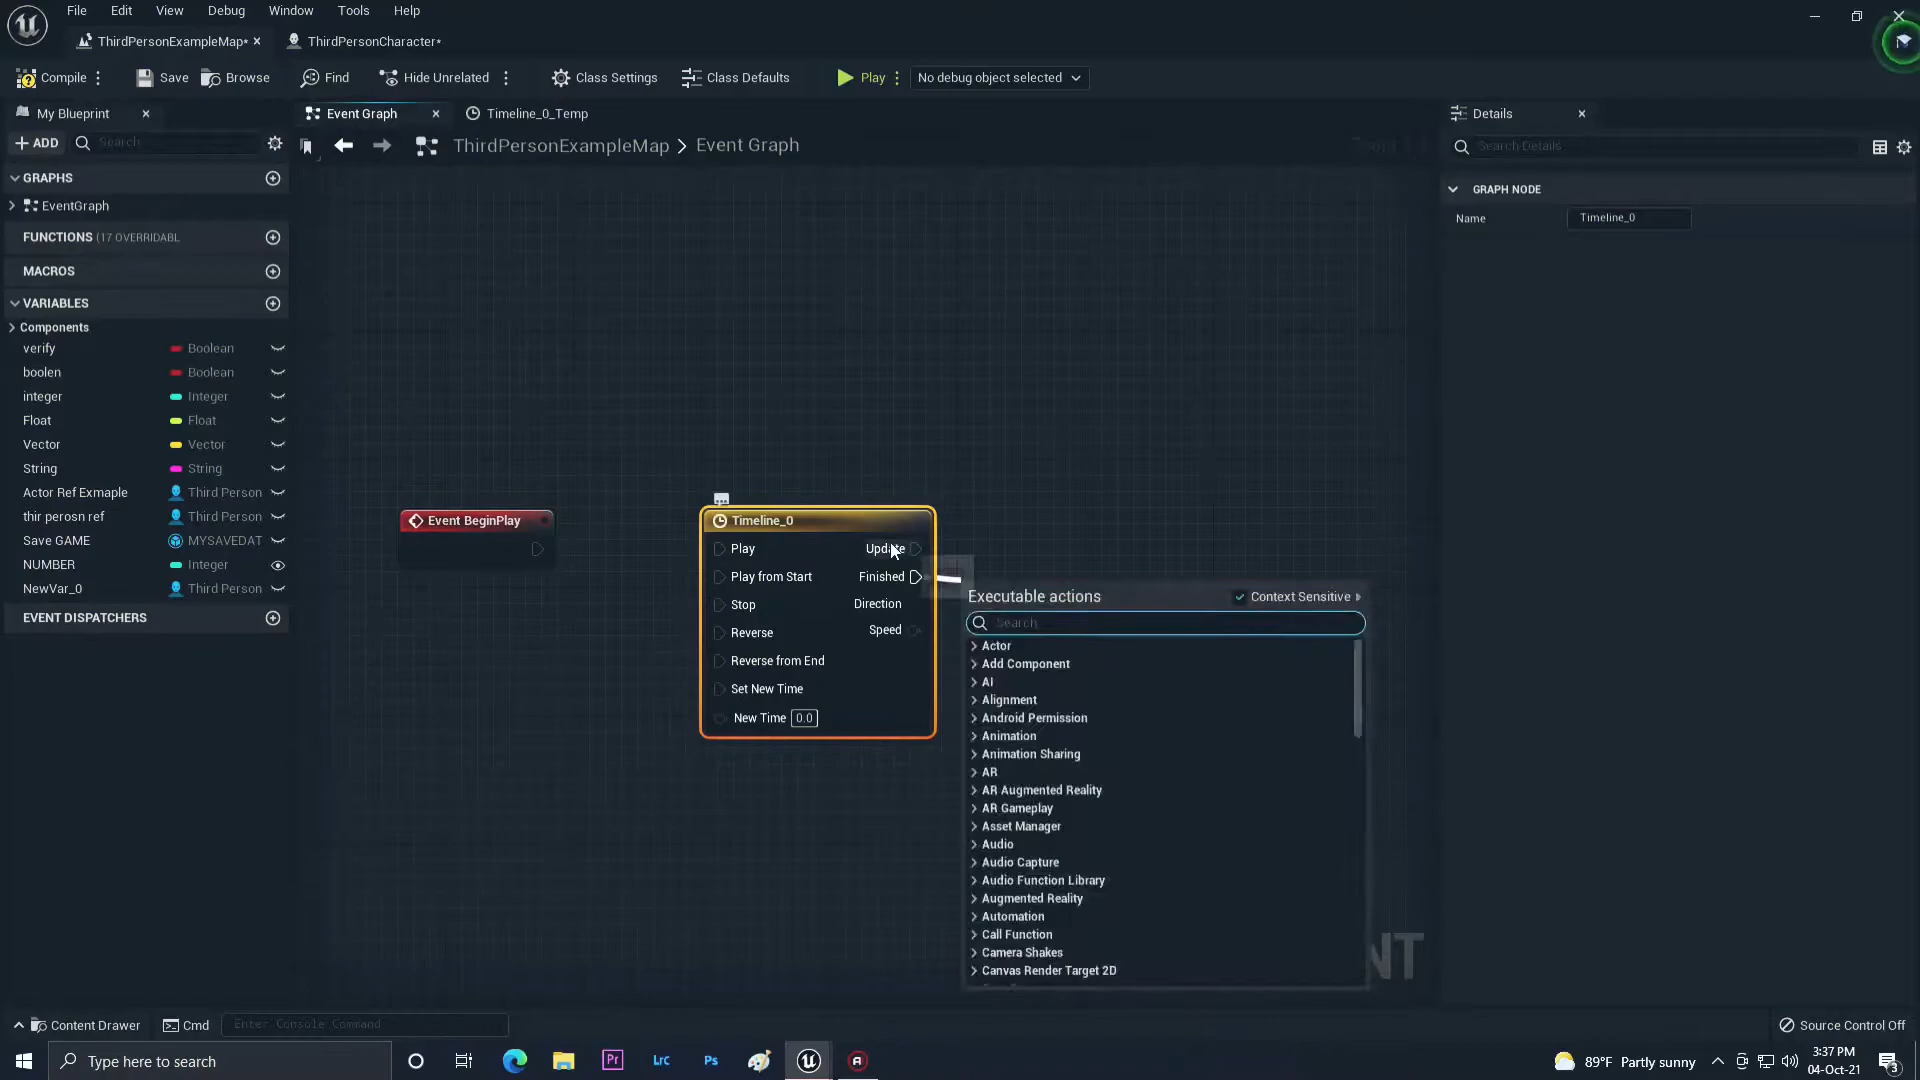 File Edit View Debug Window Tools Help
ThirdPersonExampleMap* ThirdPersonCharacter*
Compile Save Browse Find Hide Unrelated Class Settings Class Defaults Play No debug object selected
My Blueprint Event Graph Timeline_0_Temp Details
ADD Search ThirdPersonExampleMap > Event Graph Search Details
GRAPHS
EventGraph
FUNCTIONS (17 OVERRIDABL
MACROS
VARIABLES
Components
verify Boolean
boolen Boolean
integer Integer
Float Float
Vector Vector
String String
Actor Ref Exmaple Third Person
thir perosn ref Third Person
Save GAME MYSAVEDAT
NUMBER Integer
NewVar_0 Third Person
EVENT DISPATCHERS
Event BeginPlay
Timeline_0
Play Update
Play from Start Finished
Stop Direction
Reverse Speed
Reverse from End
Set New Time
New Time 0.0
Executable actions Context Sensitive
Search
Actor
Add Component
AI
Alignment
Android Permission
Animation
Animation Sharing
AR
AR Augmented Reality
AR Gameplay
Asset Manager
Audio
Audio Capture
Audio Function Library
Augmented Reality
Automation
Call Function
Camera Shakes
Canvas Render Target 2D
NT
GRAPH NODE
Name Timeline_0
Content Drawer Cmd Enter Console Command Source Control Off
Type here to search Pr Lrc Ps 89°F Partly sunny 3:37 PM
04-Oct-21 3